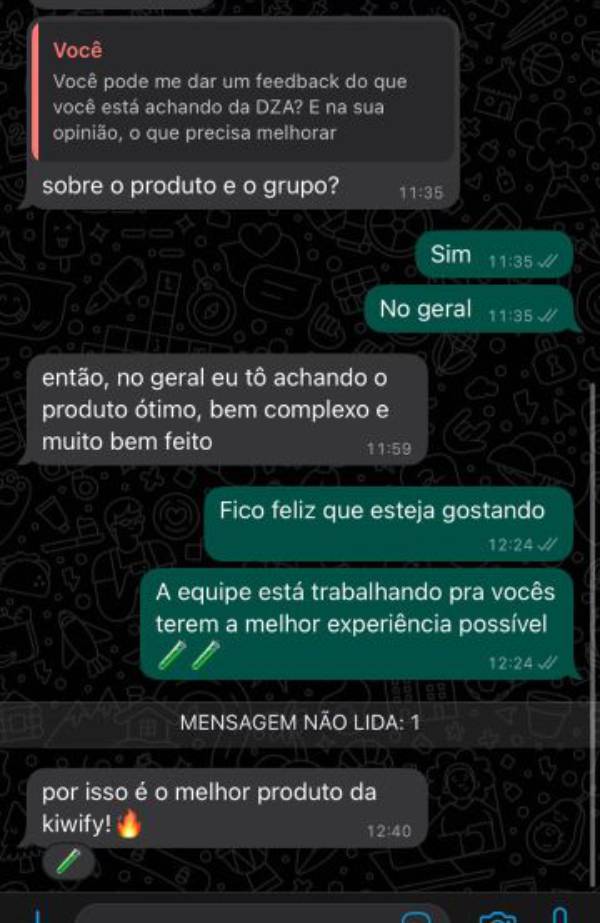 Você
Você pode me dar um feedback do que
você está achando da DZA? E na sua
opinião, o que precisa melhorar
sobre o produto e o grupo?
11:35
Sim
11:35
No geral
11:35
então, no geral eu tô achando o
produto ótimo, bem complexo e
muito bem feito
11:59
Fico feliz que esteja gostando
12:24
A equipe está trabalhando pra vocês
terem a melhor experiência possível
🧪🧪
12:24
MENSAGEM NÃO LIDA: 1
por isso é o melhor produto da
kiwify!🔥
12:40
🧪